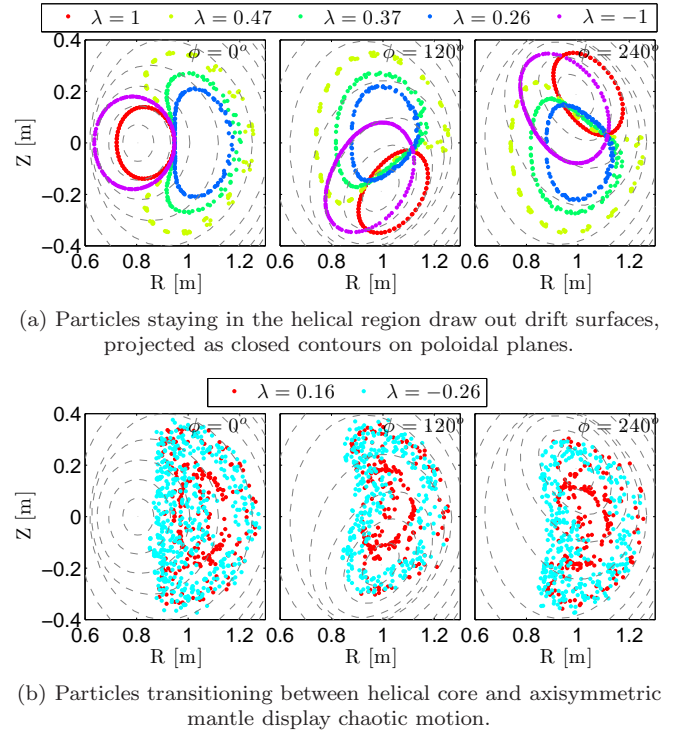 λ = 1 λ = 0.47 λ = 0.37 λ = 0.26 λ = −1
ϕ = 0° ϕ = 120° ϕ = 240°
Z [m]
0.4
0.2
0
−0.2
−0.4
0.6 0.8 1 1.2 0.6 0.8 1 1.2 0.6 0.8 1 1.2
R [m] R [m] R [m]
(a) Particles staying in the helical region draw out drift surfaces,
projected as closed contours on poloidal planes.
λ = 0.16 λ = −0.26
ϕ = 0° ϕ = 120° ϕ = 240°
Z [m]
0.4
0.2
0
−0.2
−0.4
0.6 0.8 1 1.2 0.6 0.8 1 1.2 0.6 0.8 1 1.2
R [m] R [m] R [m]
(b) Particles transitioning between helical core and axisymmetric
mantle display chaotic motion.